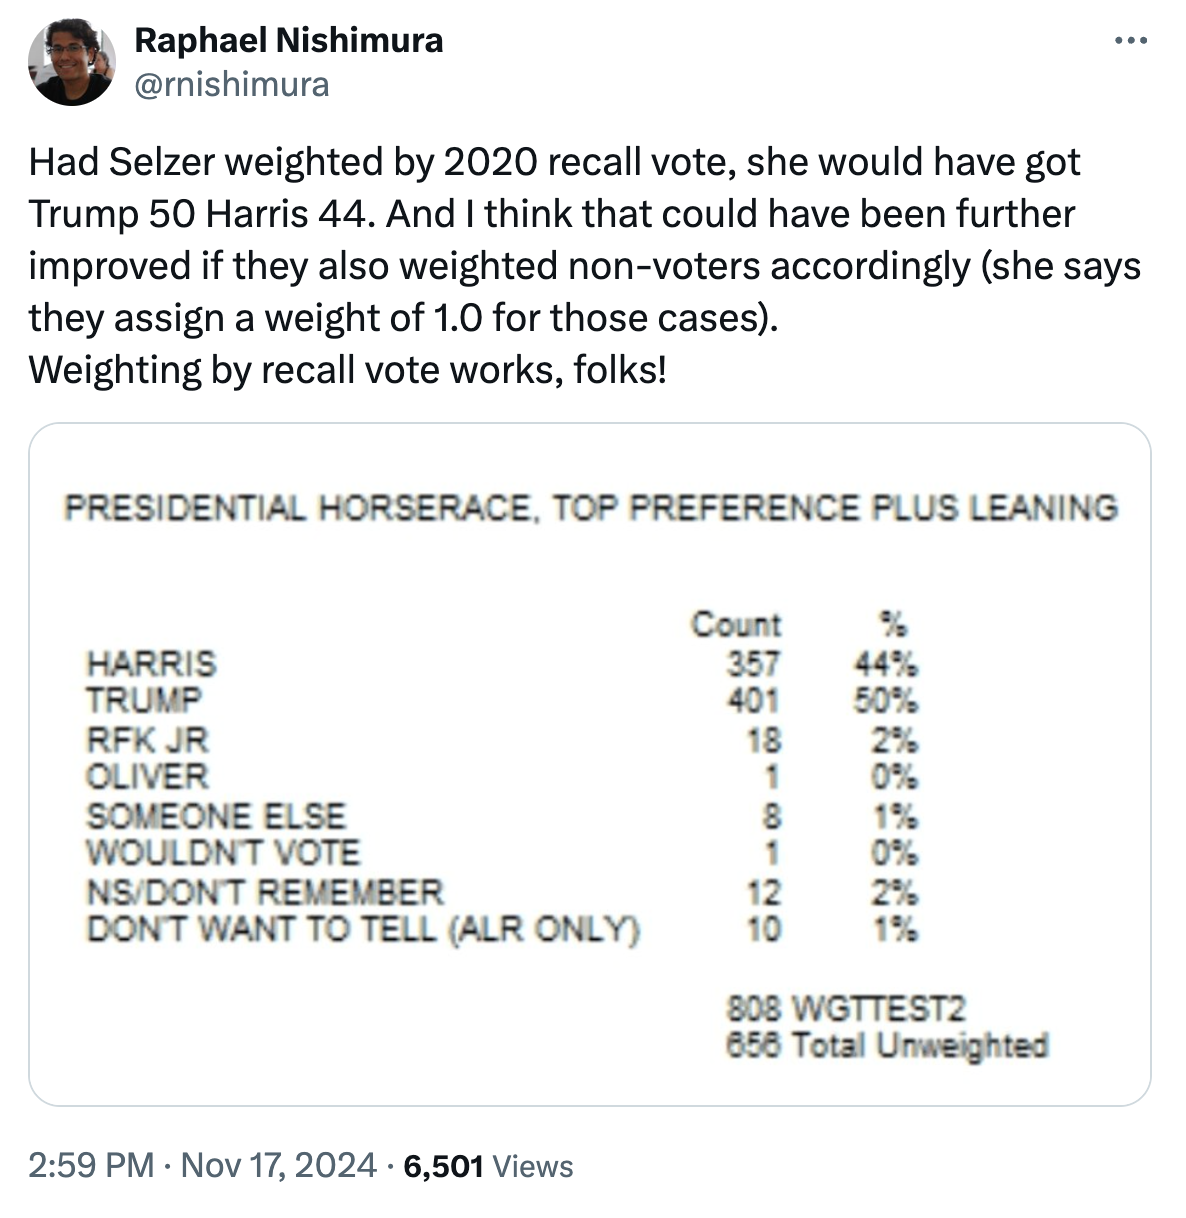 Raphael Nishimura
@rnishimura
Had Selzer weighted by 2020 recall vote, she would have got
Trump 50 Harris 44. And I think that could have been further
improved if they also weighted non-voters accordingly (she says
they assign a weight of 1.0 for those cases).
Weighting by recall vote works, folks!
PRESIDENTIAL HORSERACE, TOP PREFERENCE PLUS LEANING
Count %
HARRIS 357 44%
TRUMP 401 50%
RFK JR 18 2%
OLIVER 1 0%
SOMEONE ELSE 8 1%
WOULDN'T VOTE 1 0%
NS/DON'T REMEMBER 12 2%
DON'T WANT TO TELL (ALR ONLY) 10 1%
808 WGTTEST2
656 Total Unweighted
2:59 PM · Nov 17, 2024 · 6,501 Views